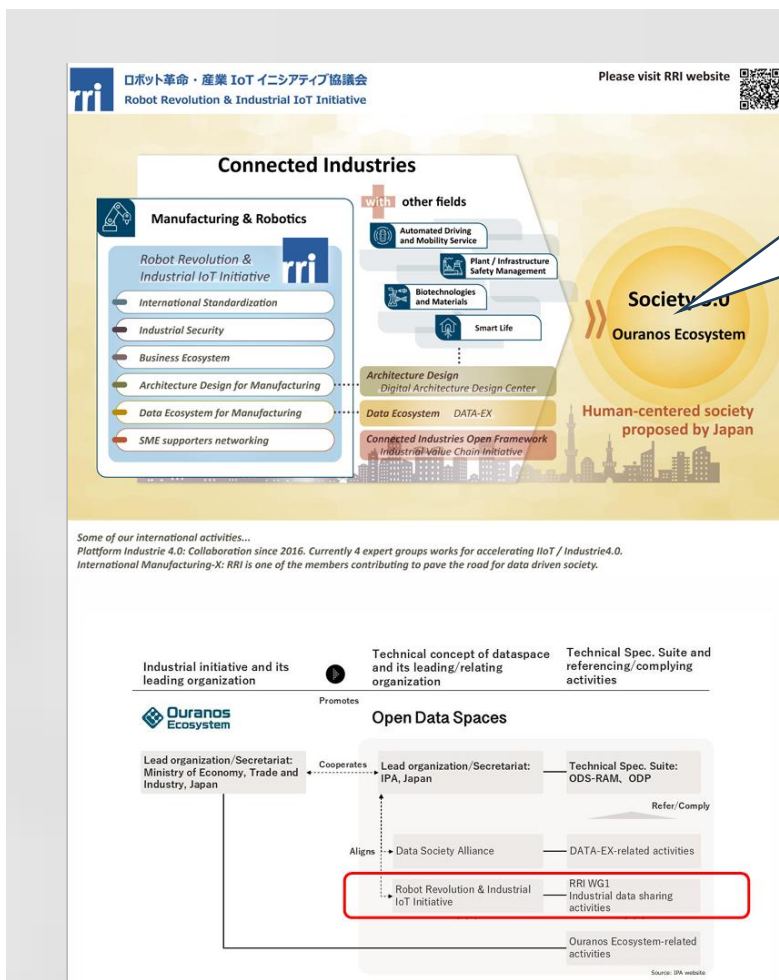 rri
ロボット革命・産業 IoT イニシアティブ協議会
Robot Revolution & Industrial IoT Initiative
Please visit RRI website
Connected Industries
Manufacturing & Robotics
Robot Revolution &
Industrial IoT Initiative
rri
International Standardization
Industrial Security
Business Ecosystem
Architecture Design for Manufacturing
Data Ecosystem for Manufacturing
SME supporters networking
with other fields
Automated Driving
and Mobility Service
Plant / Infrastructure
Safety Management
Biotechnologies
and Materials
Smart Life
Architecture Design
Digital Architecture Design Center
Data Ecosystem DATA-EX
Connected Industries Open Framework
Industrial Value Chain Initiative
Society 5.0
Ouranos Ecosystem
Human-centered society
proposed by Japan
Some of our international activities...
Plattform Industrie 4.0: Collaboration since 2016. Currently 4 expert groups works for accelerating IIoT / Industrie4.0.
International Manufacturing-X: RRI is one of the members contributing to pave the road for data driven society.
Industrial initiative and its
leading organization
Promotes
Technical concept of dataspace
and its leading/relating
organization
Technical Spec. Suite and
referencing/complying
activities
Ouranos
Ecosystem
Open Data Spaces
Lead organization/Secretariat:
Ministry of Economy, Trade and
Industry, Japan
Cooperates
Lead organization/Secretariat:
IPA, Japan
Technical Spec. Suite:
ODS-RAM、ODP
Refer/Comply
Aligns
Data Society Alliance
DATA-EX-related activities
Robot Revolution & Industrial
IoT Initiative
RRI WG1
Industrial data sharing
activities
Ouranos Ecosystem-related
activities
Source: IPA website